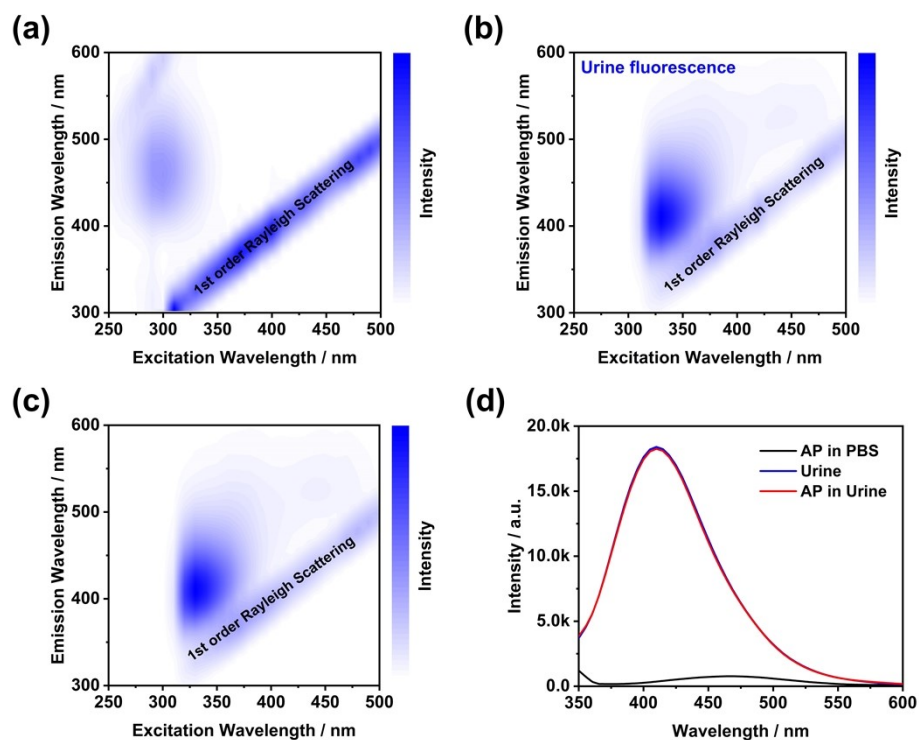 (a)
600
500
400
300
Emission Wavelength / nm
1st order Rayleigh Scattering
250 300 350 400 450 500
Excitation Wavelength / nm
Intensity
(b)
Urine fluorescence
600
500
400
300
Emission Wavelength / nm
1st order Rayleigh Scattering
250 300 350 400 450 500
Excitation Wavelength / nm
Intensity
(c)
600
500
400
300
Emission Wavelength / nm
1st order Rayleigh Scattering
250 300 350 400 450 500
Excitation Wavelength / nm
Intensity
(d)
20.0k
15.0k
10.0k
5.0k
0.0
Intensity / a.u.
AP in PBS
Urine
AP in Urine
350 400 450 500 550 600
Wavelength / nm